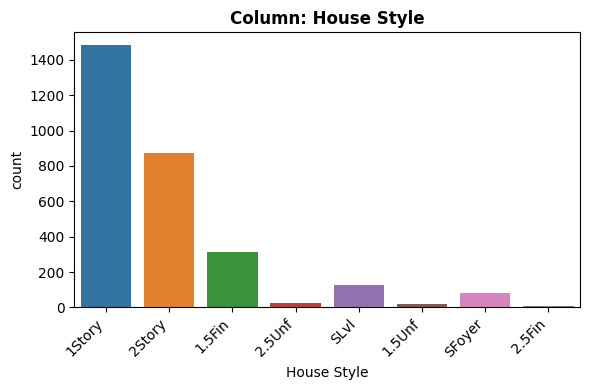 Column: House Style
1400
1200
1000
800
600
400
200
0
count
1Story
2Story
1.5Fin
2.5Unf
SLvl
1.5Unf
SFoyer
2.5Fin
House Style